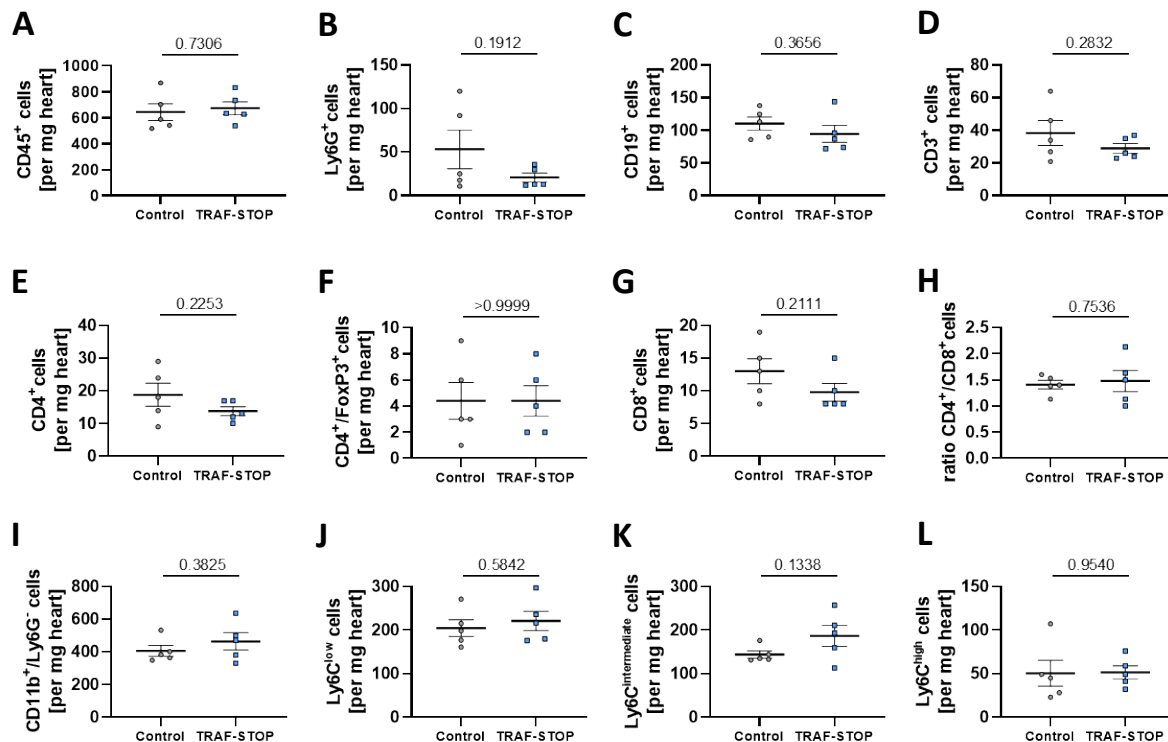 A
0.7306
CD45⁺ cells
[per mg heart]
1000
800
600
400
200
0
Control TRAF-STOP
B
0.1912
Ly6G⁺ cells
[per mg heart]
150
100
50
0
Control TRAF-STOP
C
0.3656
CD19⁺ cells
[per mg heart]
200
150
100
50
0
Control TRAF-STOP
D
0.2832
CD3⁺ cells
[per mg heart]
80
60
40
20
0
Control TRAF-STOP
E
0.2253
CD4⁺cells
[per mg heart]
40
30
20
10
0
Control TRAF-STOP
F
>0.9999
CD4⁺/FoxP3⁺cells
[per mg heart]
10
8
6
4
2
0
Control TRAF-STOP
G
0.2111
CD8⁺cells
[per mg heart]
20
15
10
5
0
Control TRAF-STOP
H
0.7536
ratio CD4⁺/CD8⁺cells
[per mg heart]
2.5
2.0
1.5
1.0
0.5
0.0
Control TRAF-STOP
I
0.3825
CD11b⁺/Ly6G⁻ cells
[per mg heart]
800
600
400
200
0
Control TRAF-STOP
J
0.5842
Ly6Cˡᵒʷ cells
[per mg heart]
300
200
100
0
Control TRAF-STOP
K
0.1338
Ly6Cⁱⁿᵗᵉʳᵐᵉᵈⁱᵃᵗᵉ cells
[per mg heart]
300
200
100
0
Control TRAF-STOP
L
0.9540
Ly6Cʰⁱᵍʰ cells
[per mg heart]
150
100
50
0
Control TRAF-STOP